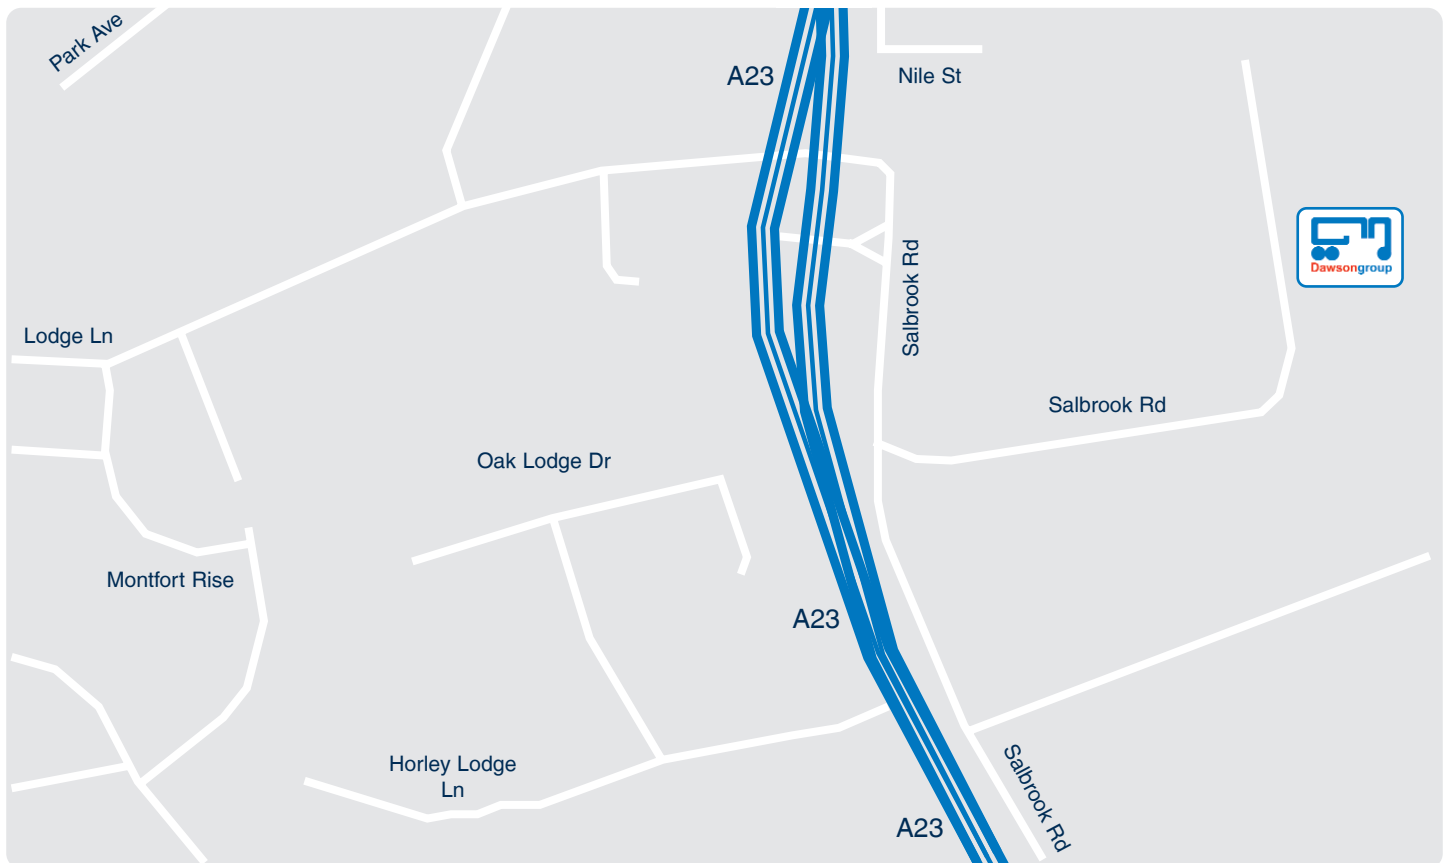 Park Ave
A23
Nile St
Salbrook Rd
Dawsongroup
Lodge Ln
Salbrook Rd
Oak Lodge Dr
Montfort Rise
A23
Horley Lodge
Ln
Salbrook Rd
A23